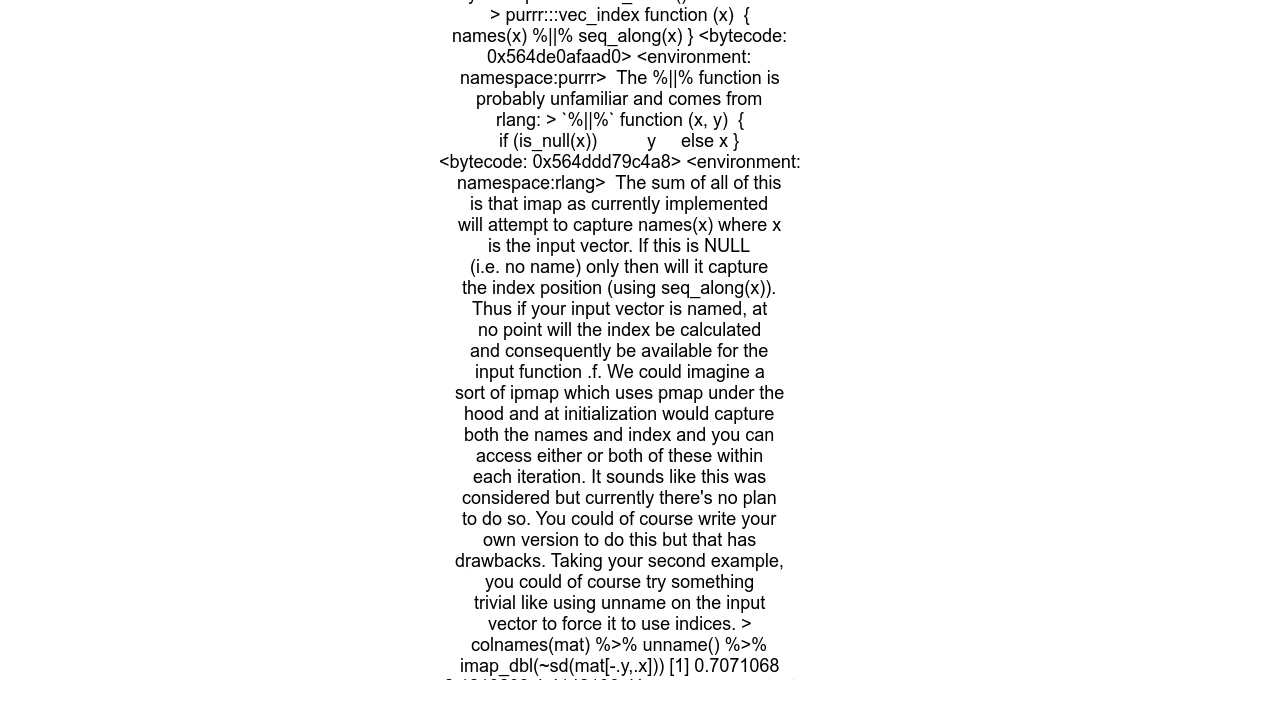 > purrr:::vec_index function (x)  {
names(x) %||% seq_along(x) } <bytecode:
0x564de0afaad0> <environment:
namespace:purrr>  The %||% function is
probably unfamiliar and comes from
rlang: > `%||%` function (x, y)  {
if (is_null(x))          y     else x }
<bytecode: 0x564ddd79c4a8> <environment:
namespace:rlang>  The sum of all of this
is that imap as currently implemented
will attempt to capture names(x) where x
is the input vector. If this is NULL
(i.e. no name) only then will it capture
the index position (using seq_along(x)).
Thus if your input vector is named, at
no point will the index be calculated
and consequently be available for the
input function .f. We could imagine a
sort of ipmap which uses pmap under the
hood and at initialization would capture
both the names and index and you can
access either or both of these within
each iteration. It sounds like this was
considered but currently there's no plan
to do so. You could of course write your
own version to do this but that has
drawbacks. Taking your second example,
you could of course try something
trivial like using unname on the input
vector to force it to use indices. >
colnames(mat) %>% unname() %>%
imap_dbl(~sd(mat[-.y,.x])) [1] 0.7071068